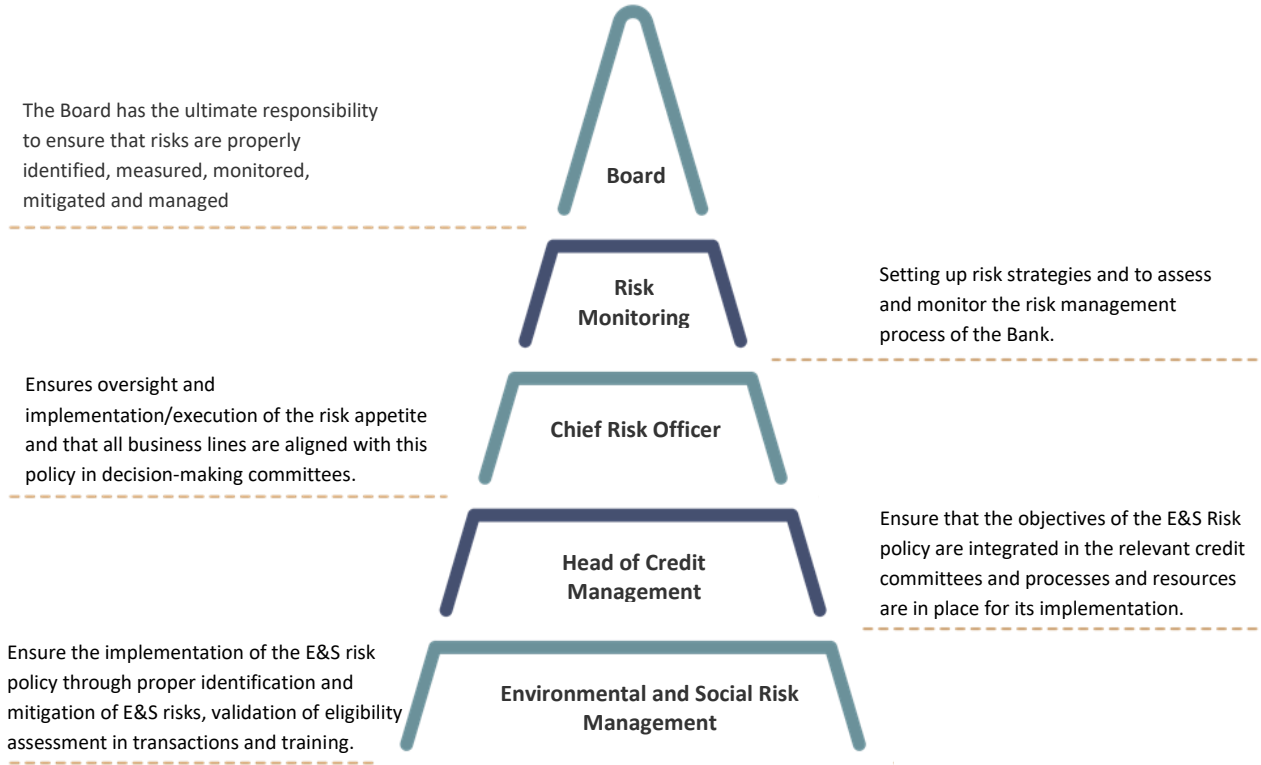 The Board has the ultimate responsibility
to ensure that risks are properly
identified, measured, monitored,
mitigated and managed
Board
Risk
Monitoring
Setting up risk strategies and to assess
and monitor the risk management
process of the Bank.
Ensures oversight and
implementation/execution of the risk appetite
and that all business lines are aligned with this
policy in decision-making committees.
Chief Risk Officer
Head of Credit
Management
Ensure that the objectives of the E&S Risk
policy are integrated in the relevant credit
committees and processes and resources
are in place for its implementation.
Ensure the implementation of the E&S risk
policy through proper identification and
mitigation of E&S risks, validation of eligibility
assessment in transactions and training.
Environmental and Social Risk
Management